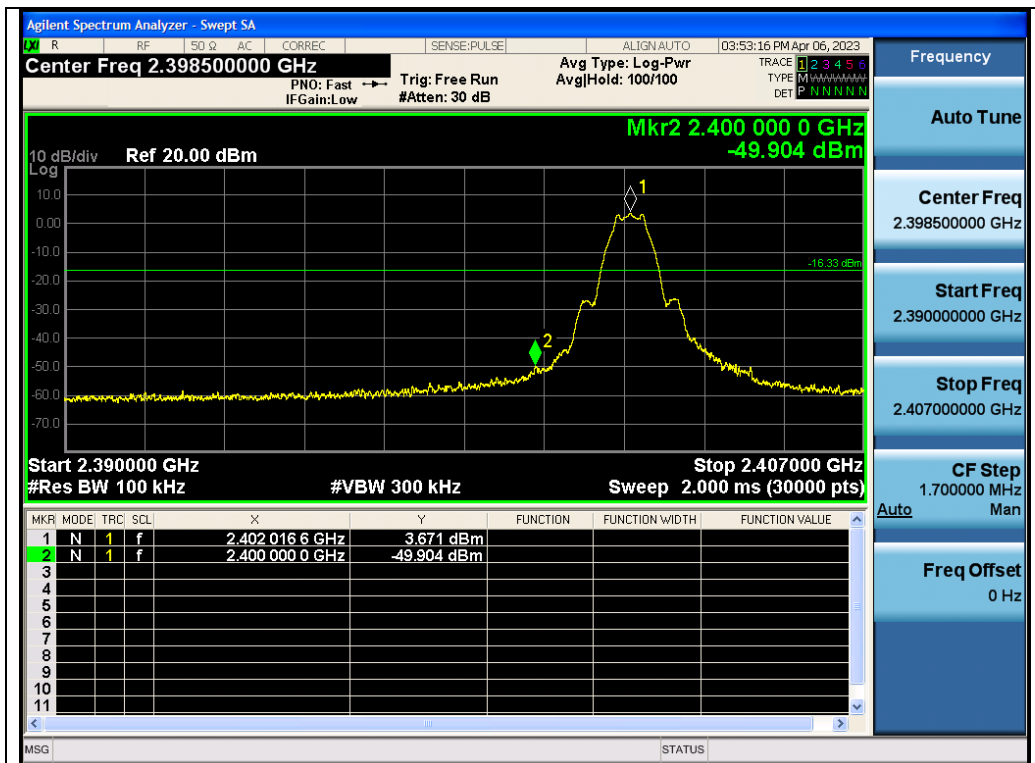 Agilent Spectrum Analyzer - Swept SA
LXI R RF 50 Ω AC CORREC SENSE:PULSE ALIGN AUTO 03:53:16 PM Apr 06, 2023
Center Freq 2.398500000 GHz
PNO: Fast
IFGain:Low
Trig: Free Run
#Atten: 30 dB
Avg Type: Log-Pwr
Avg|Hold: 100/100
TRACE 1 2 3 4 5 6
TYPE M WWWWW
DET P N N N N N
Mkr2 2.400 000 0 GHz
-49.904 dBm
10 dB/div Ref 20.00 dBm
Log
10.0
0.00
-10.0
-20.0
-30.0
-40.0
-50.0
-60.0
-70.0
1
-16.33 dBm
2
Start 2.390000 GHz Stop 2.407000 GHz
#Res BW 100 kHz #VBW 300 kHz Sweep 2.000 ms (30000 pts)
MKR MODE TRC SCL X Y FUNCTION FUNCTION WIDTH FUNCTION VALUE
1 N 1 f 2.402 016 6 GHz 3.671 dBm
2 N 1 f 2.400 000 0 GHz -49.904 dBm
3
4
5
6
7
8
9
10
11
MSG STATUS
Frequency
Auto Tune
Center Freq
2.398500000 GHz
Start Freq
2.390000000 GHz
Stop Freq
2.407000000 GHz
CF Step
1.700000 MHz
Auto Man
Freq Offset
0 Hz